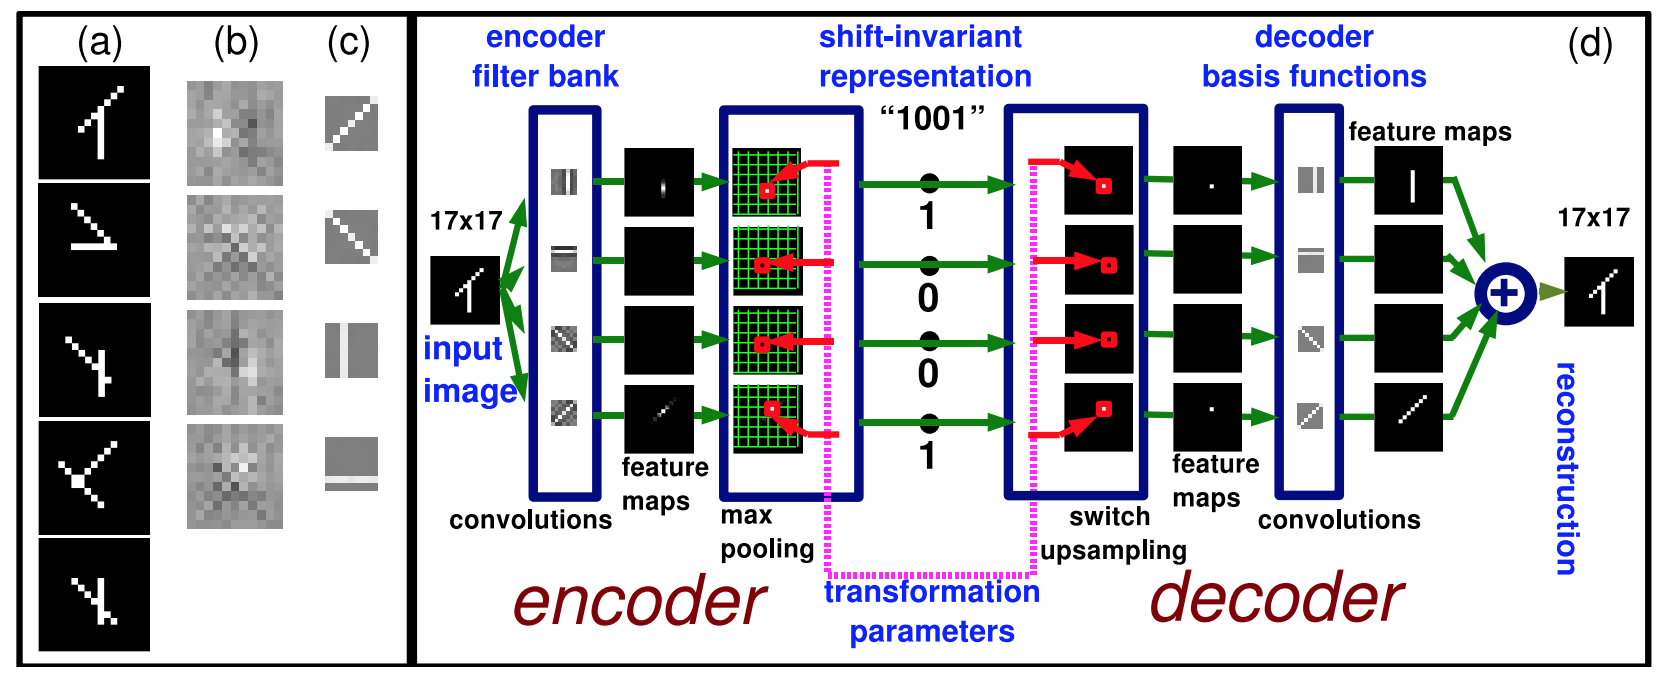 (a)
(b)
(c)
(d)
encoder
filter bank
shift-invariant
representation
decoder
basis functions
“1001”
feature maps
17x17
17x17
1
0
0
1
input
image
feature
maps
feature
maps
convolutions
max
pooling
switch
upsampling
convolutions
reconstruction
encoder
transformation
parameters
decoder